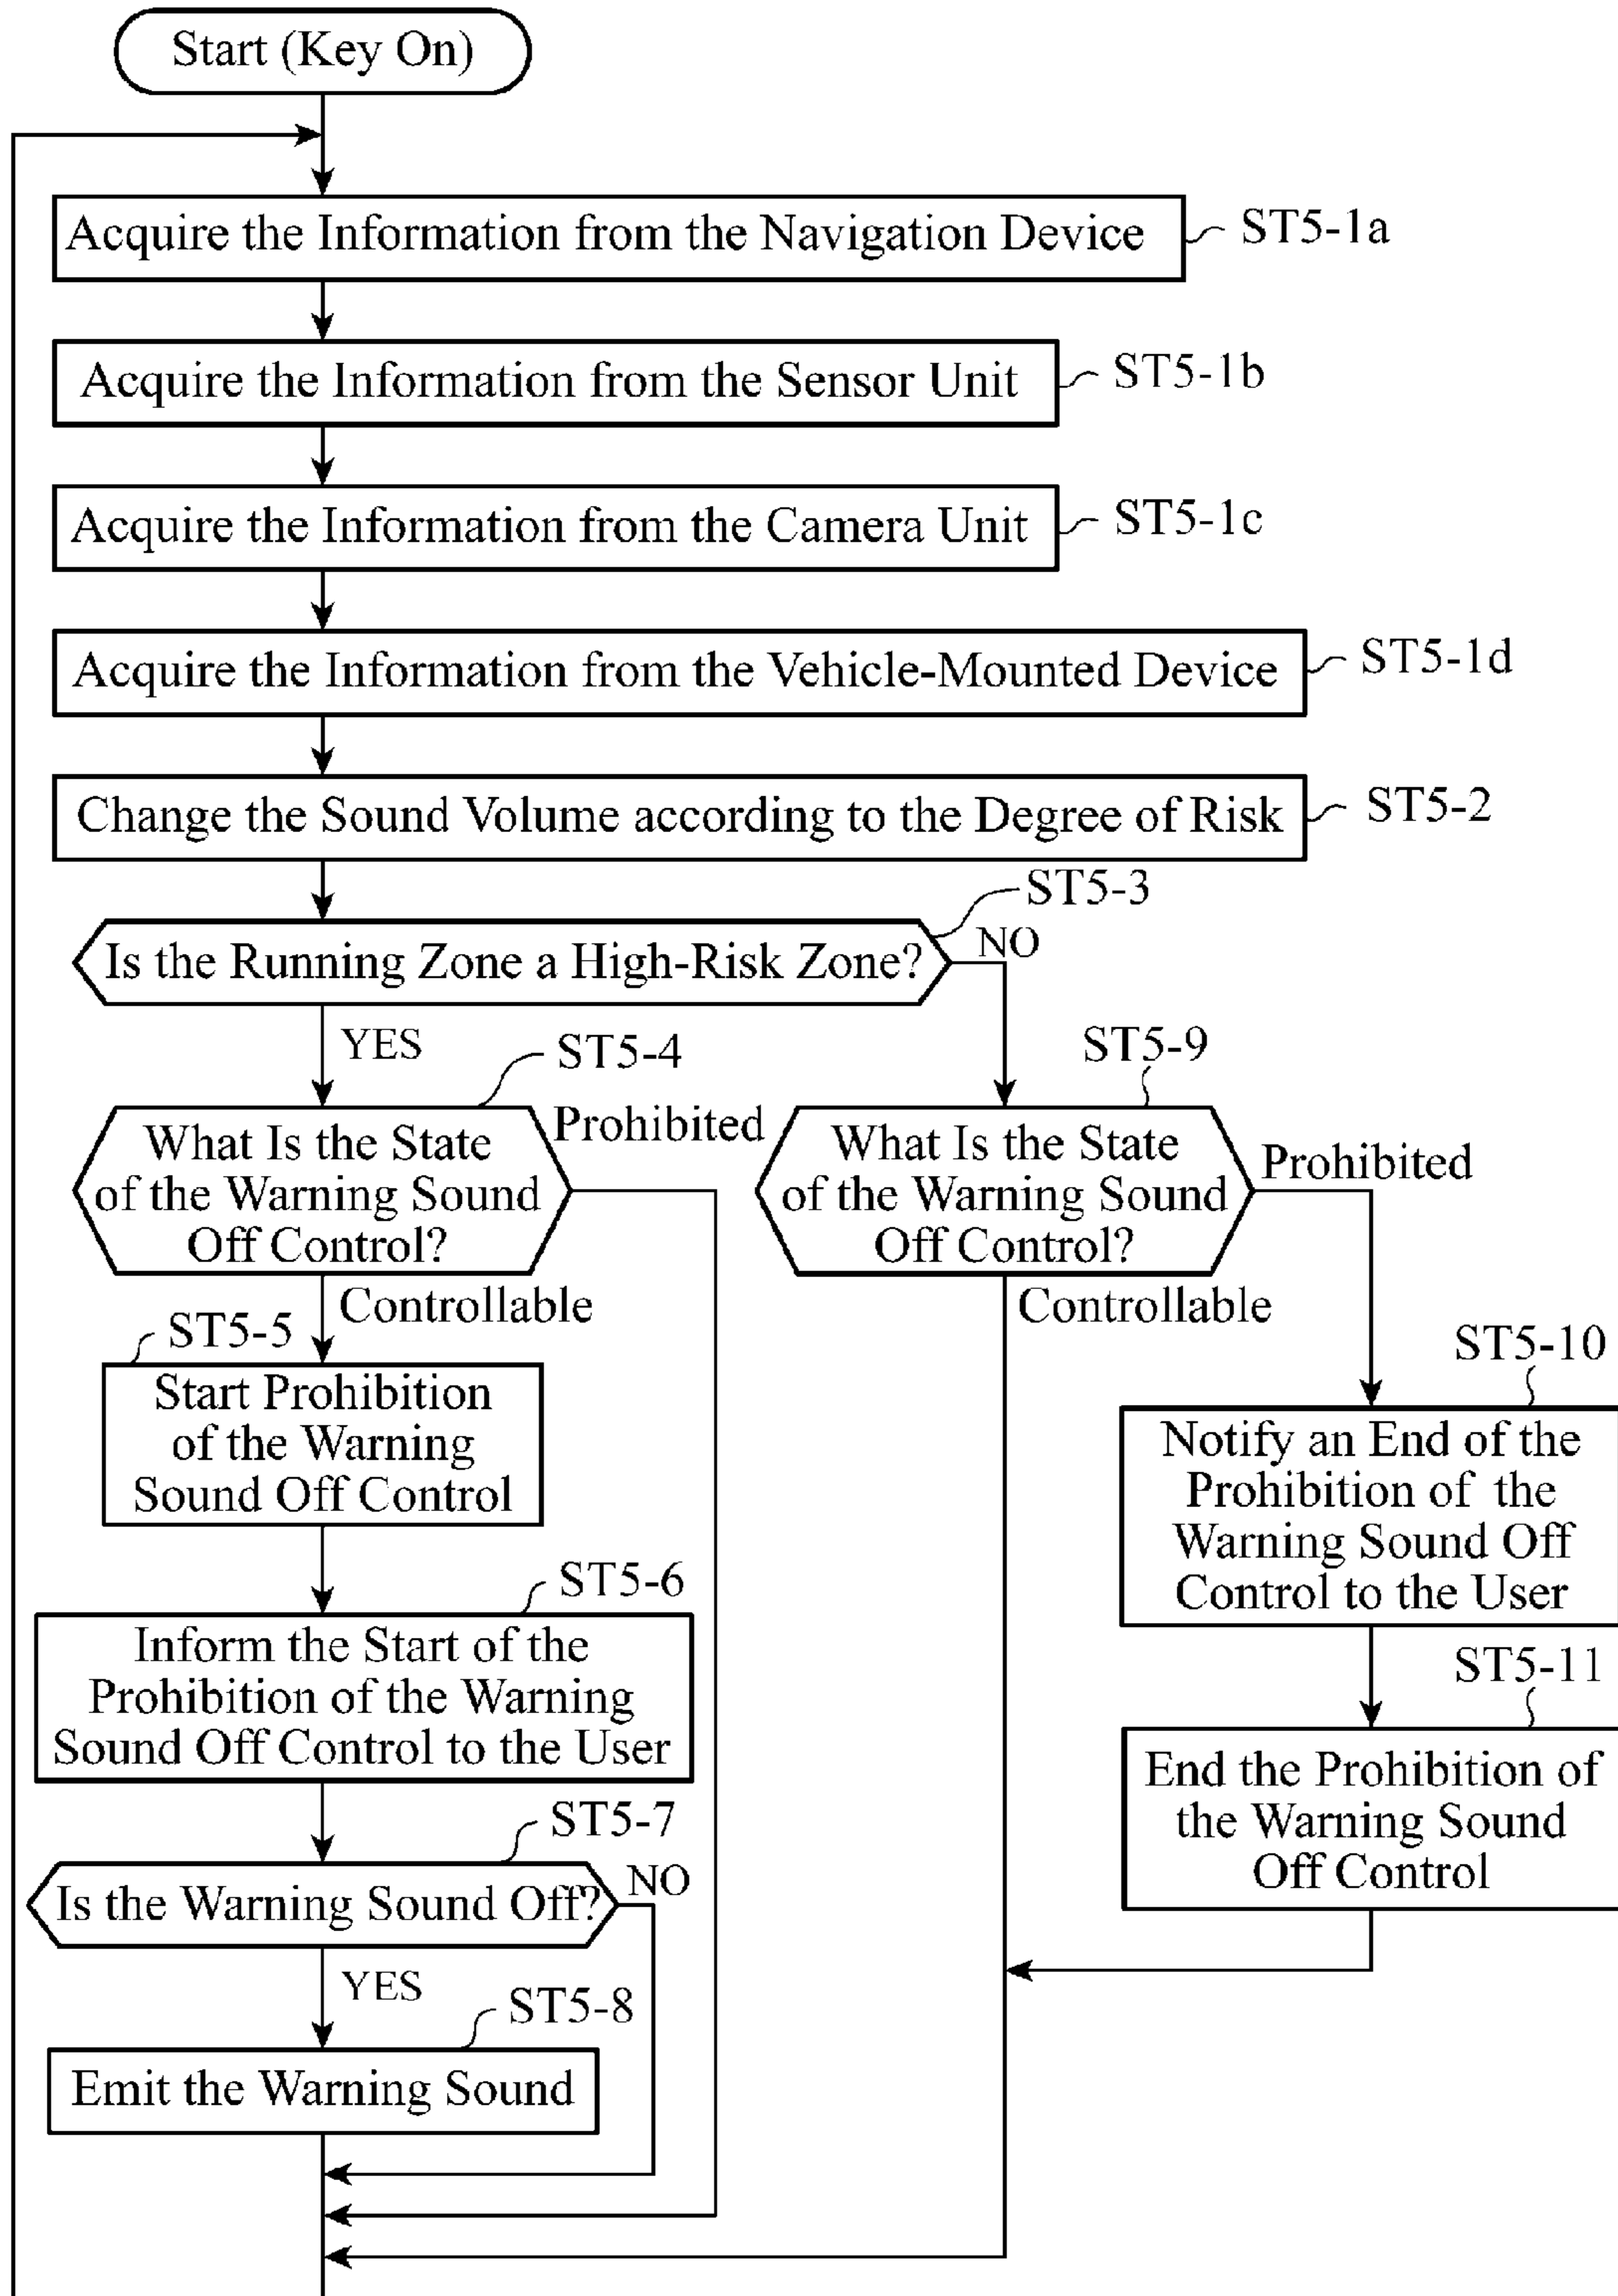 Start (Key On)
Acquire the Information from the Navigation Device
ST5-1a
Acquire the Information from the Sensor Unit
ST5-1b
Acquire the Information from the Camera Unit
ST5-1c
Acquire the Information from the Vehicle-Mounted Device
ST5-1d
Change the Sound Volume according to the Degree of Risk
ST5-2
ST5-3
Is the Running Zone a High-Risk Zone?
NO
YES
ST5-4
What Is the State
of the Warning Sound
Off Control?
Prohibited
Controllable
ST5-5
Start Prohibition
of the Warning
Sound Off Control
ST5-6
Inform the Start of the
Prohibition of the Warning
Sound Off Control to the User
ST5-7
Is the Warning Sound Off?
NO
YES
ST5-8
Emit the Warning Sound
ST5-9
What Is the State
of the Warning Sound
Off Control?
Prohibited
Controllable
ST5-10
Notify an End of the
Prohibition of the
Warning Sound Off
Control to the User
ST5-11
End the Prohibition of
the Warning Sound
Off Control